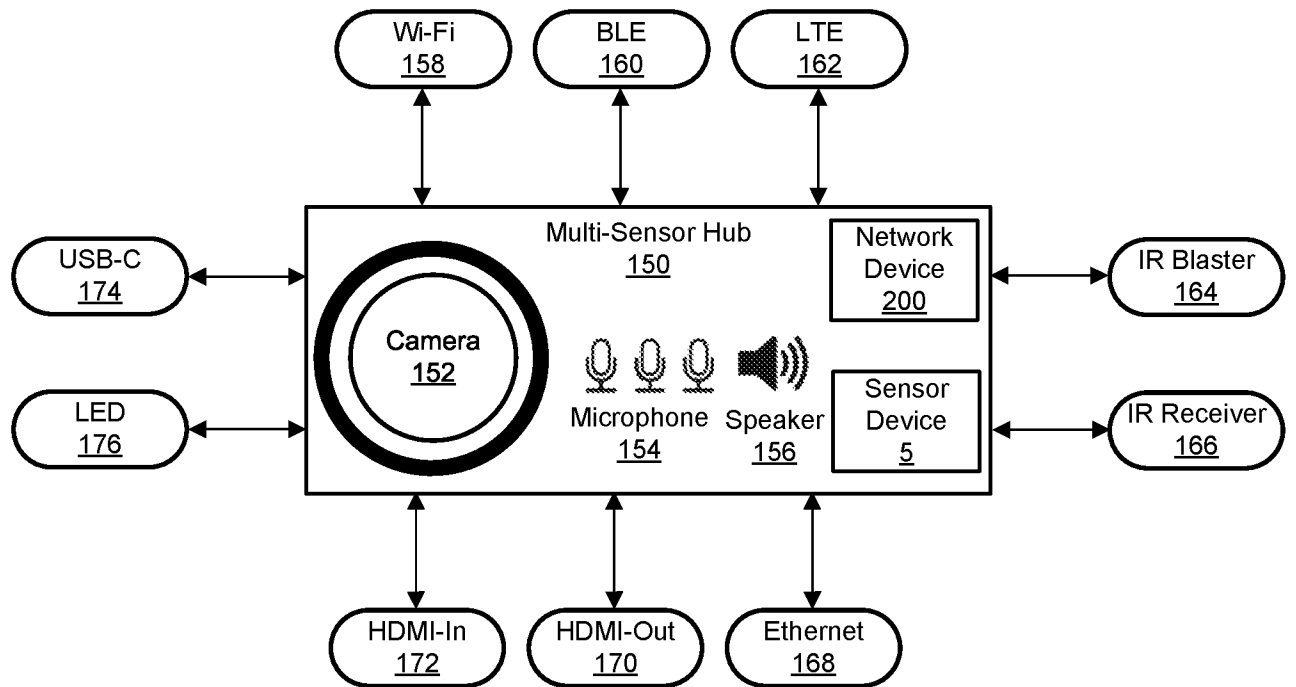 Wi-Fi
158
BLE
160
LTE
162
USB-C
174
LED
176
Multi-Sensor Hub
150
Camera
152
Microphone
154
Speaker
156
Network
Device
200
Sensor
Device
5
IR Blaster
164
IR Receiver
166
HDMI-In
172
HDMI-Out
170
Ethernet
168